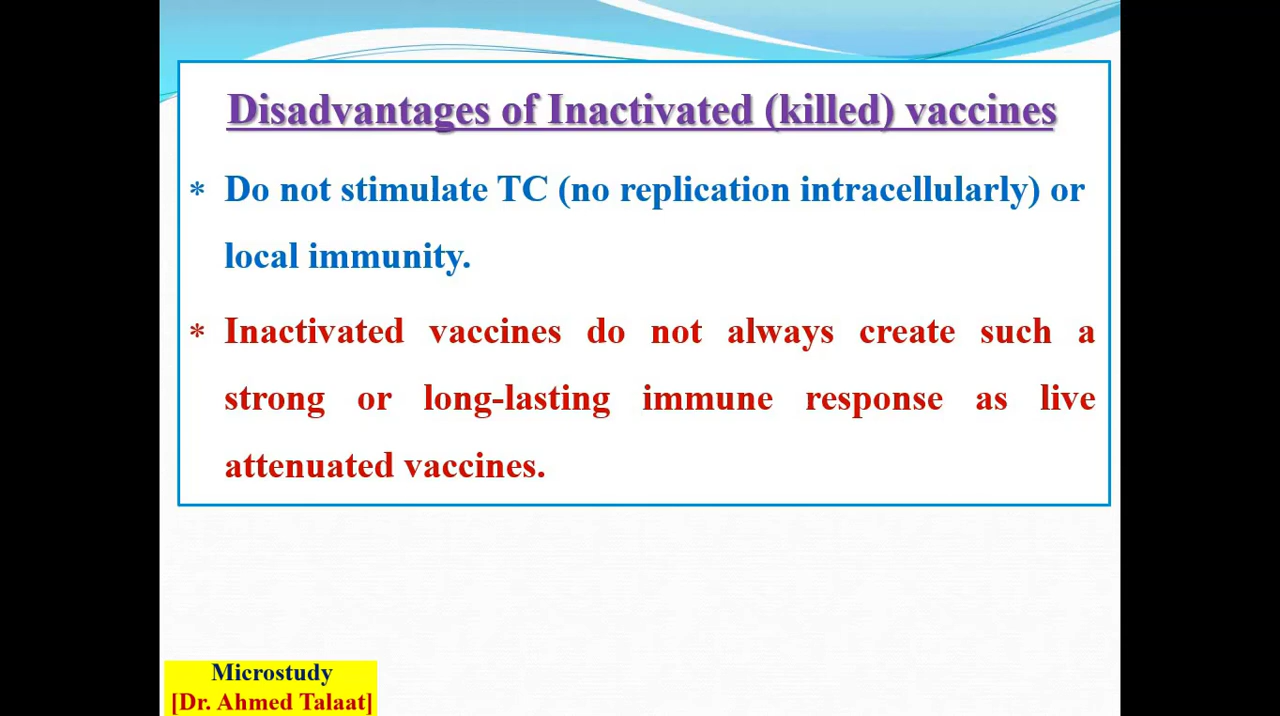 Disadvantages of Inactivated (killed) vaccines
* Do not stimulate TC (no replication intracellularly) or
local immunity.
* Inactivated vaccines do not always create such a
strong or long-lasting immune response as live
attenuated vaccines.
Microstudy
[Dr. Ahmed Talaat]